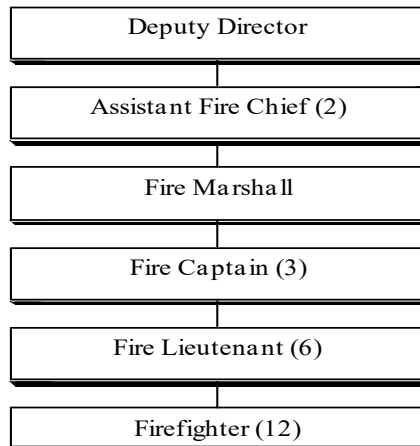 Deputy Director
Assistant Fire Chief (2)
Fire Marshall
Fire Captain (3)
Fire Lieutenant (6)
Firefighter (12)